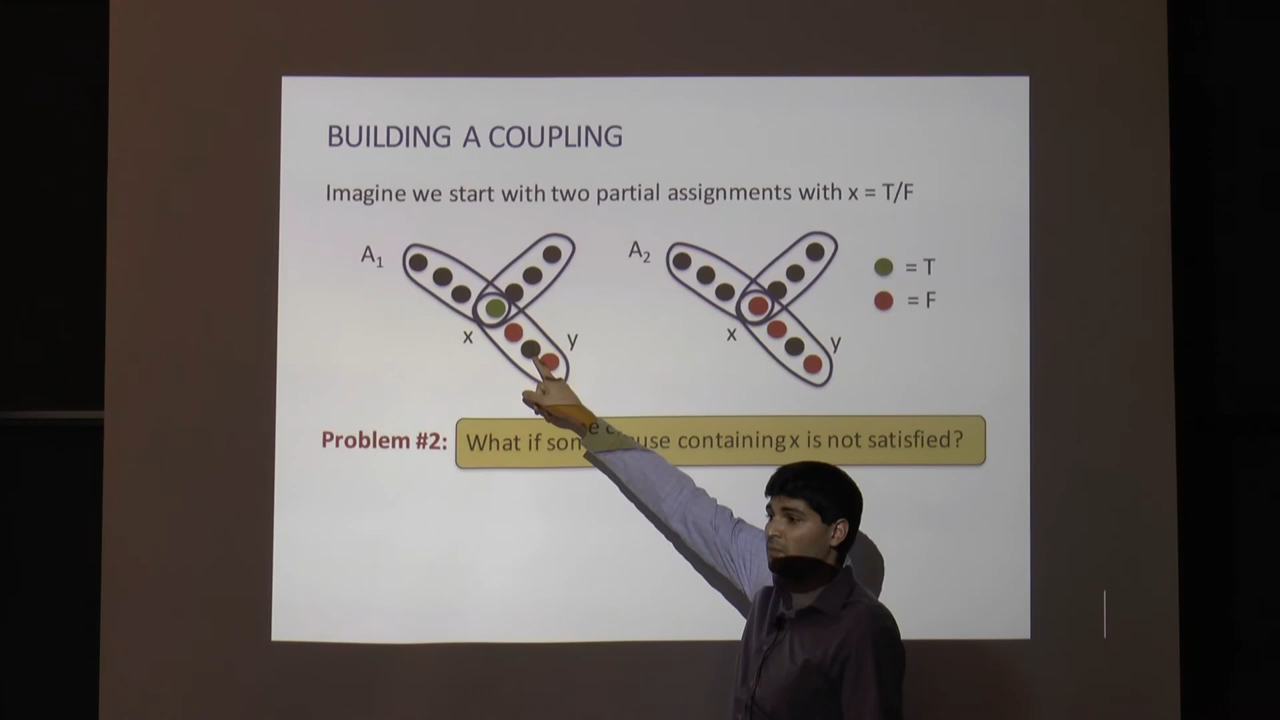 BUILDING A COUPLING
Imagine we start with two partial assignments with x = T/F
A1
A2
= T
= F
x
y
x
y
Problem #2: What if som use containing x is not satisfied?